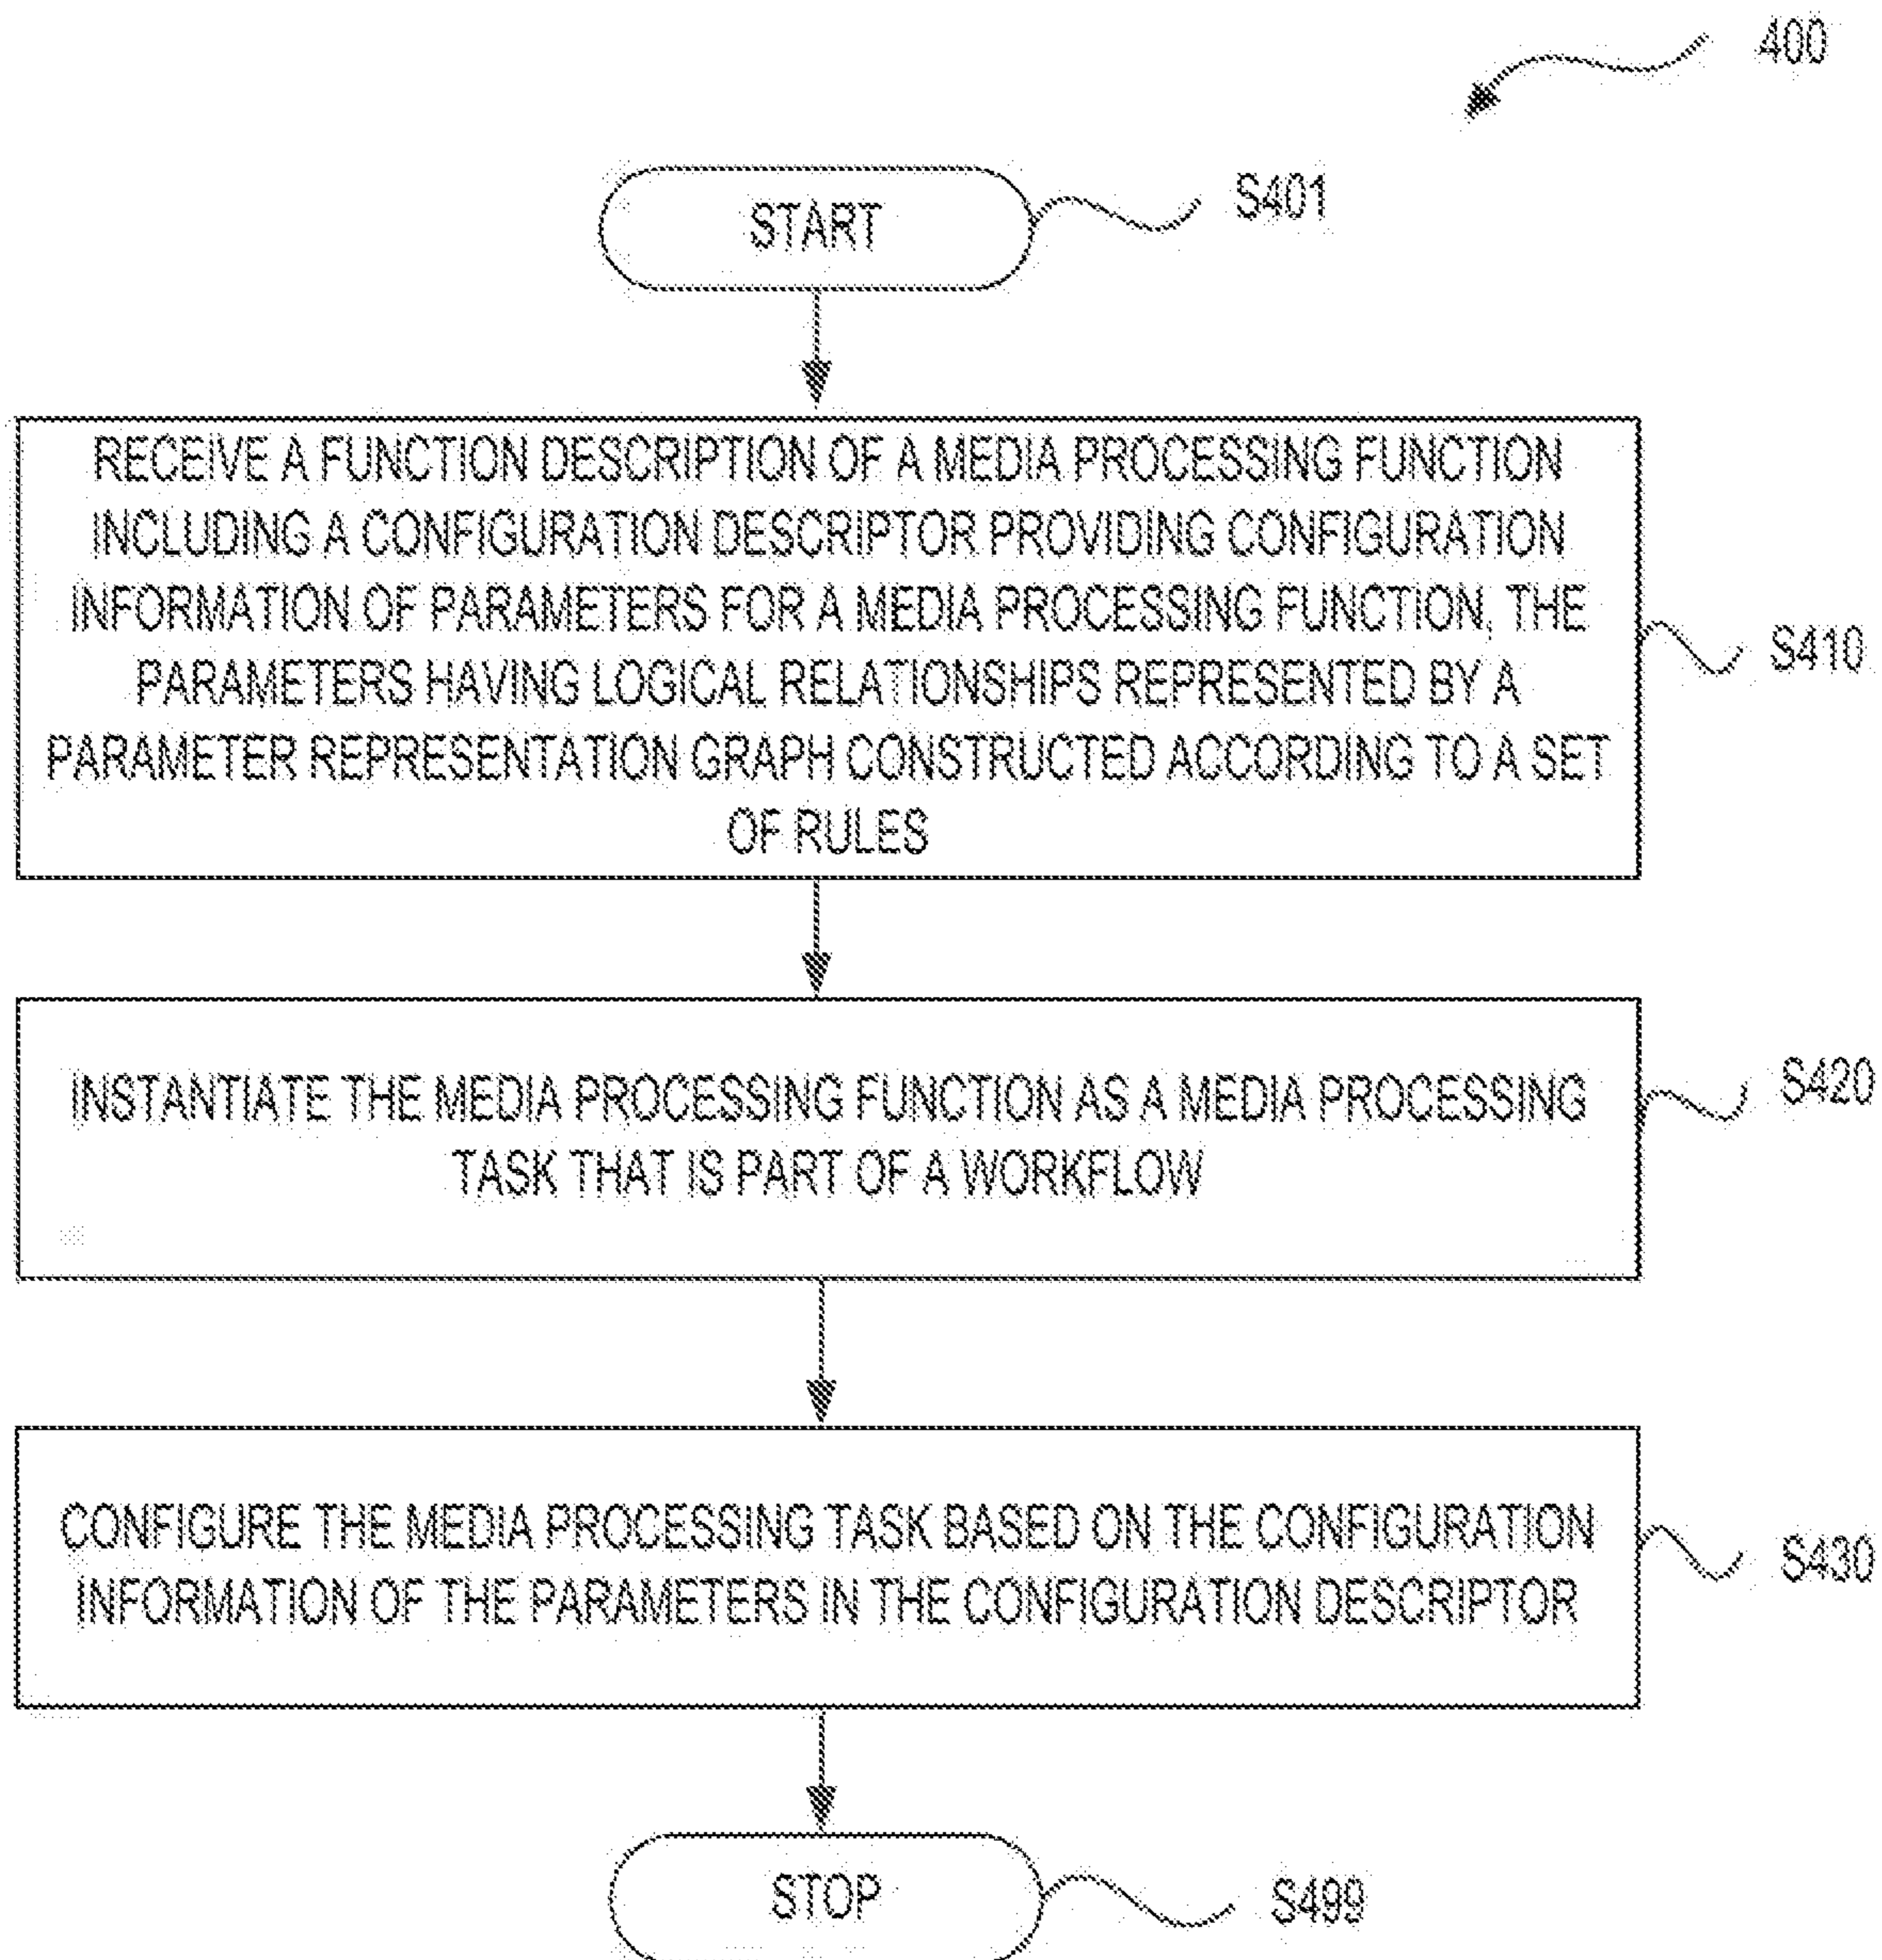 400
START
S401
RECEIVE A FUNCTION DESCRIPTION OF A MEDIA PROCESSING FUNCTION
INCLUDING A CONFIGURATION DESCRIPTOR PROVIDING CONFIGURATION
INFORMATION OF PARAMETERS FOR A MEDIA PROCESSING FUNCTION, THE
PARAMETERS HAVING LOGICAL RELATIONSHIPS REPRESENTED BY A
PARAMETER REPRESENTATION GRAPH CONSTRUCTED ACCORDING TO A SET
OF RULES
S410
INSTANTIATE THE MEDIA PROCESSING FUNCTION AS A MEDIA PROCESSING
TASK THAT IS PART OF A WORKFLOW
S420
CONFIGURE THE MEDIA PROCESSING TASK BASED ON THE CONFIGURATION
INFORMATION OF THE PARAMETERS IN THE CONFIGURATION DESCRIPTOR
S430
STOP
S499